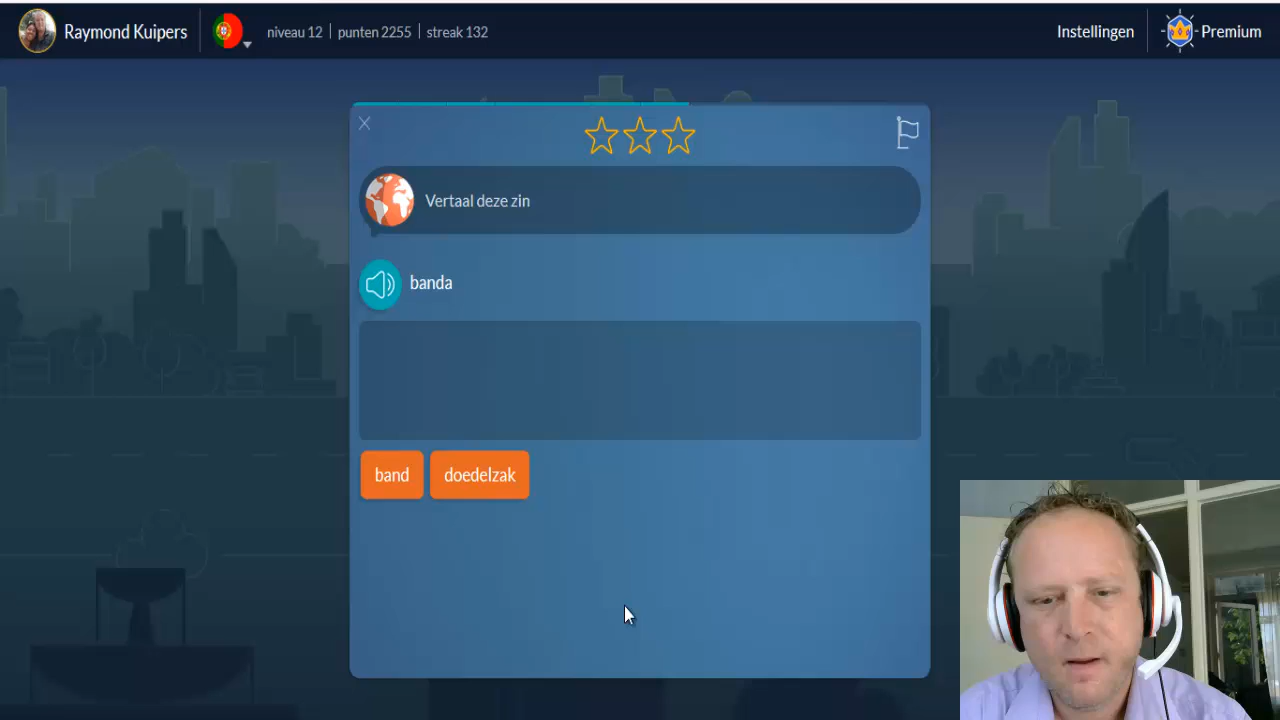 Raymond Kuipers niveau 12 punten 2255 streak 132 Instellingen Premium
Vertaal deze zin
banda
band doedelzak